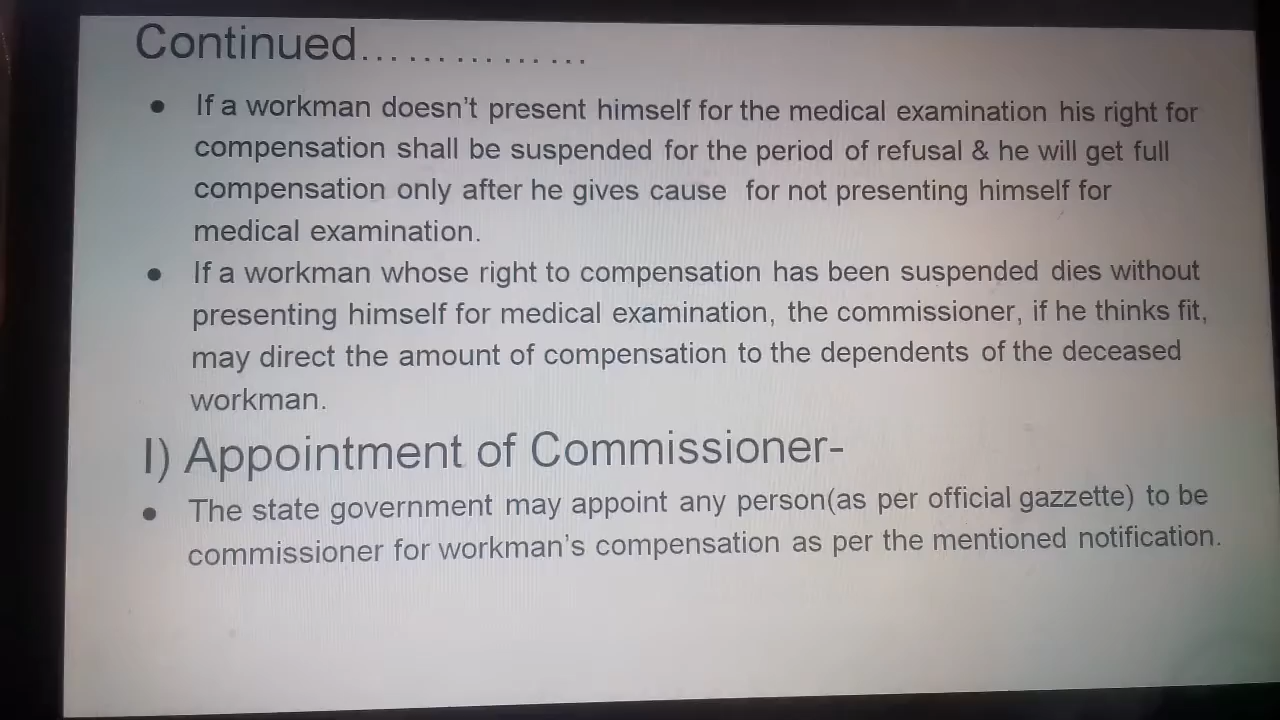 Continued……………
● If a workman doesn't present himself for the medical examination his right for
compensation shall be suspended for the period of refusal & he will get full
compensation only after he gives cause for not presenting himself for
medical examination.
● If a workman whose right to compensation has been suspended dies without
presenting himself for medical examination, the commissioner, if he thinks fit,
may direct the amount of compensation to the dependents of the deceased
workman.
I) Appointment of Commissioner-
● The state government may appoint any person(as per official gazzette) to be
commissioner for workman's compensation as per the mentioned notification.